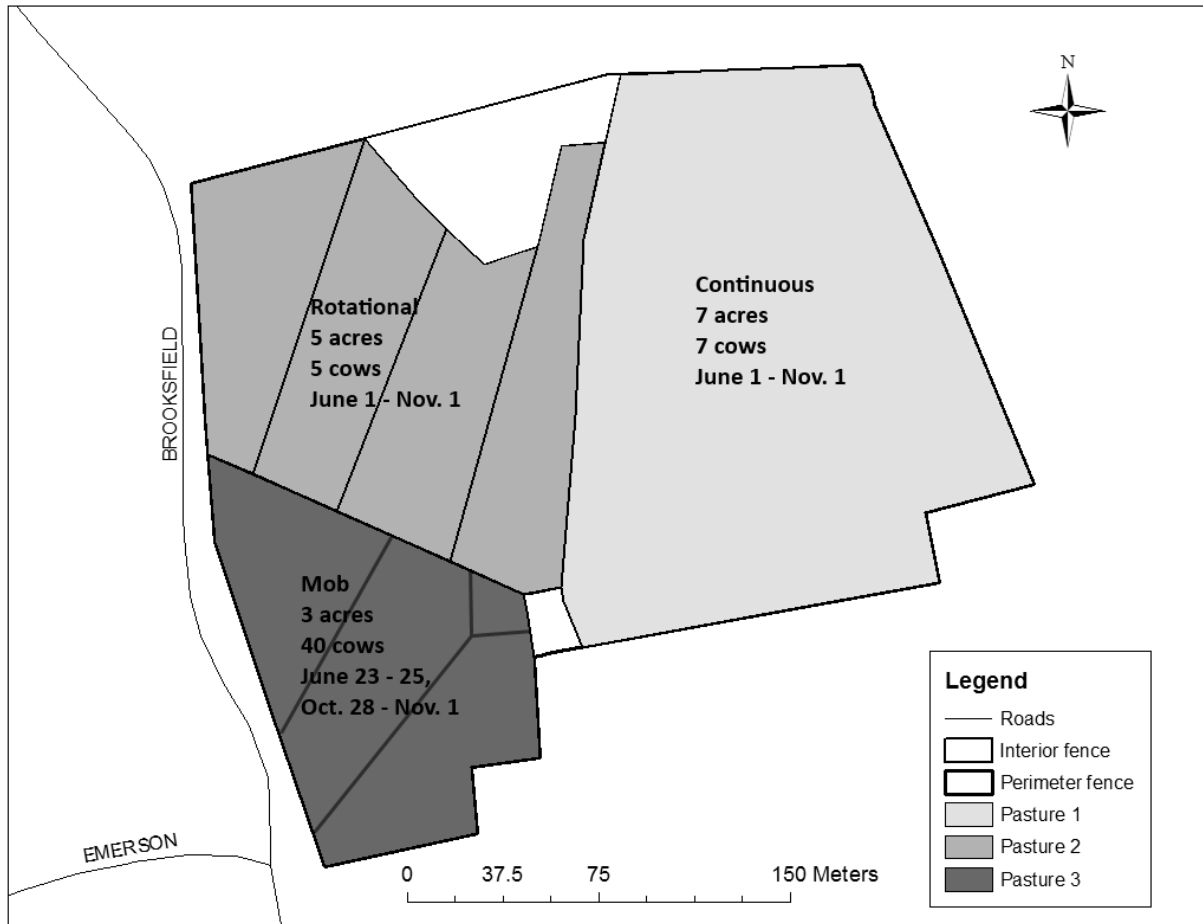 N
Rotational
5 acres
5 cows
June 1 - Nov. 1
Continuous
7 acres
7 cows
June 1 - Nov. 1
BROOKSFIELD
Mob
3 acres
40 cows
June 23 - 25,
Oct. 28 - Nov. 1
EMERSON
0 37.5 75 150 Meters
Legend
Roads
Interior fence
Perimeter fence
Pasture 1
Pasture 2
Pasture 3